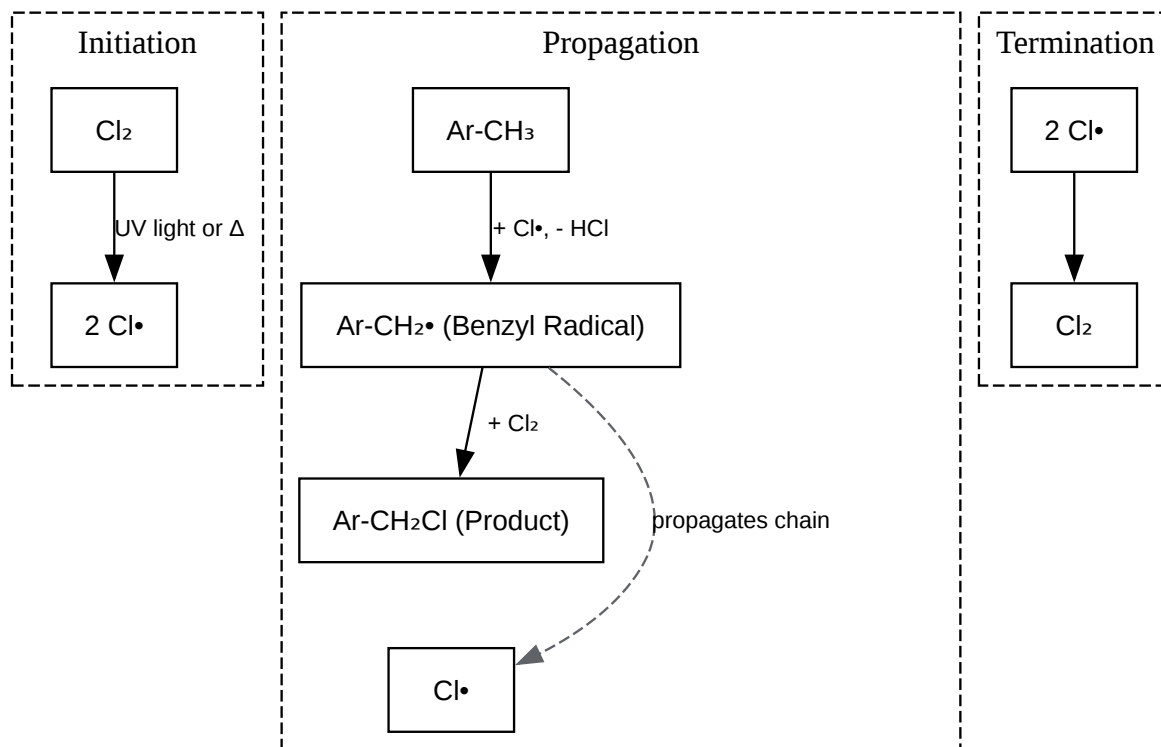 Initiation
Cl₂
UV light or Δ
2 Cl•
Propagation
Ar-CH₃
+ Cl•, - HCl
Ar-CH₂• (Benzyl Radical)
+ Cl₂
Ar-CH₂Cl (Product)
propagates chain
Cl•
Termination
2 Cl•
Cl₂